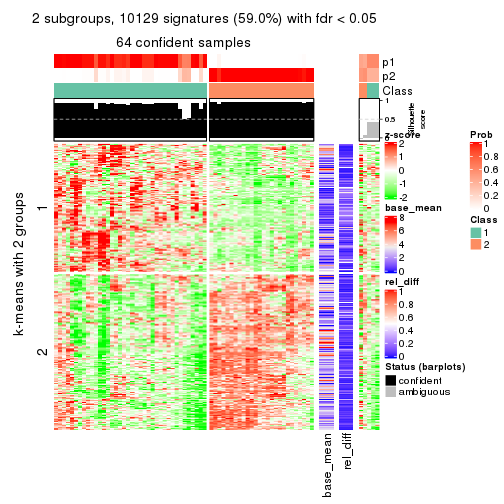 2 subgroups, 10129 signatures (59.0%) with fdr < 0.05
64 confident samples
p1
p2
Class
1
0.5
0
Silhouette
score
k-means with 2 groups
1
2
base_mean
rel_diff
z-score
2
1
0
-1
-2
base_mean
8
6
4
2
0
rel_diff
1
0.8
0.6
0.4
0.2
0
Status (barplots)
confident
ambiguous
Prob
1
0.8
0.6
0.4
0.2
0
Class
1
2